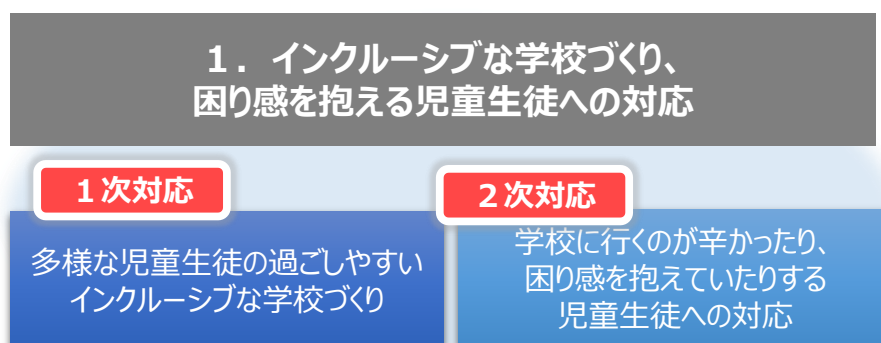 １．インクルーシブな学校づくり、
困り感を抱える児童生徒への対応
１次対応
多様な児童生徒の過ごしやすい
インクルーシブな学校づくり
２次対応
学校に行くのが辛かったり、
困り感を抱えていたりする
児童生徒への対応